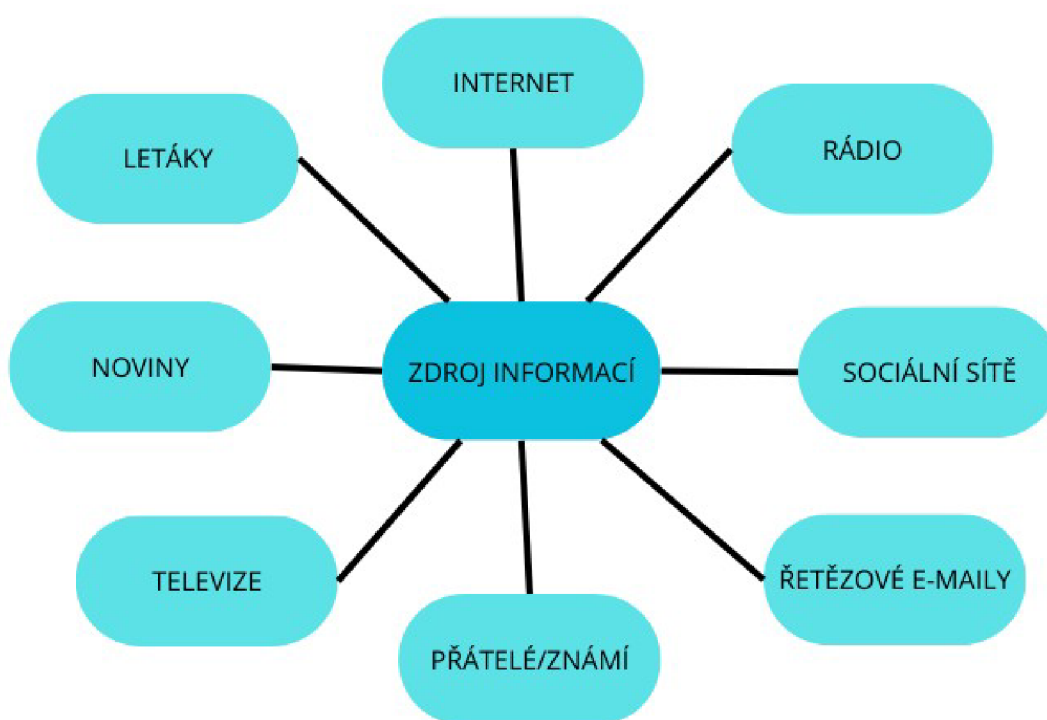 INTERNET
LETÁKY
RÁDIO
NOVINY
ZDROJ INFORMACÍ
SOCIÁLNÍ SÍTĚ
TELEVIZE
ŘETĚZOVÉ E-MAILY
PŘÁTELÉ/ZNÁMÍ